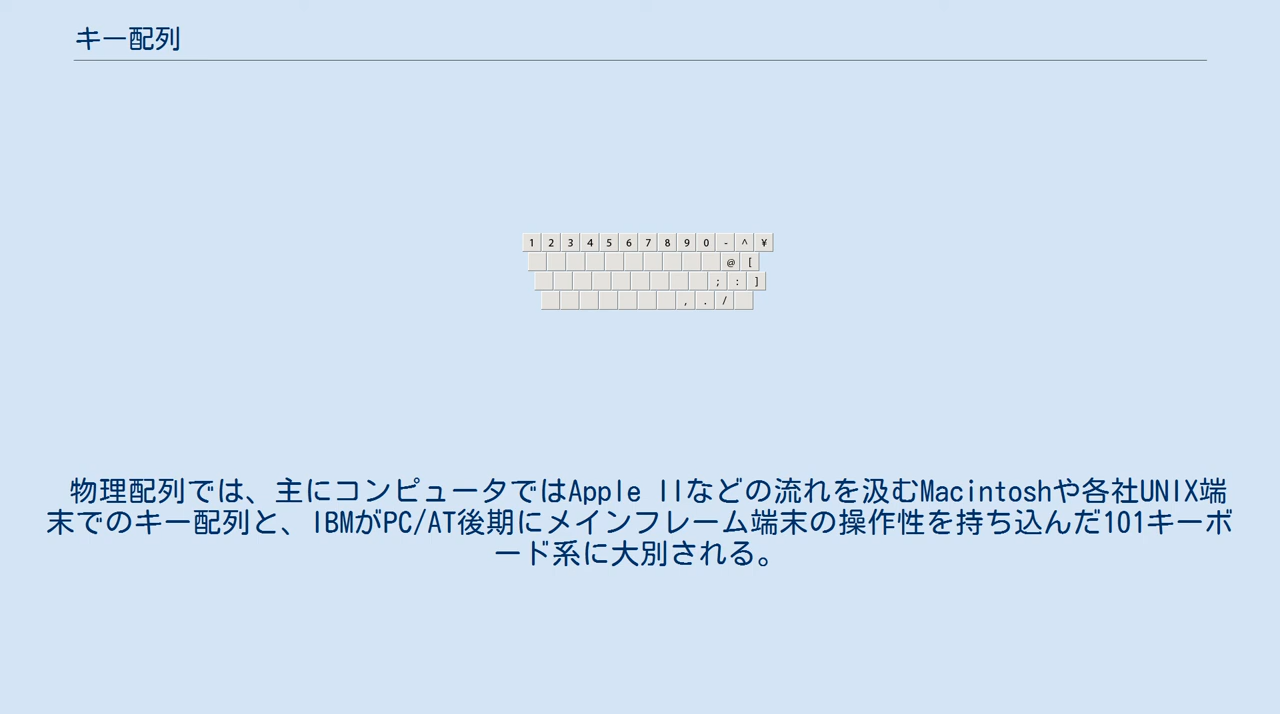 キー配列
1 2 3 4 5 6 7 8 9 0 - ^ ¥
@ [
; : ]
, . /
物理配列では、主にコンピュータではApple IIなどの流れを汲むMacintoshや各社UNIX端
末でのキー配列と、IBMがPC/AT後期にメインフレーム端末の操作性を持ち込んだ101キーボ
ード系に大別される。